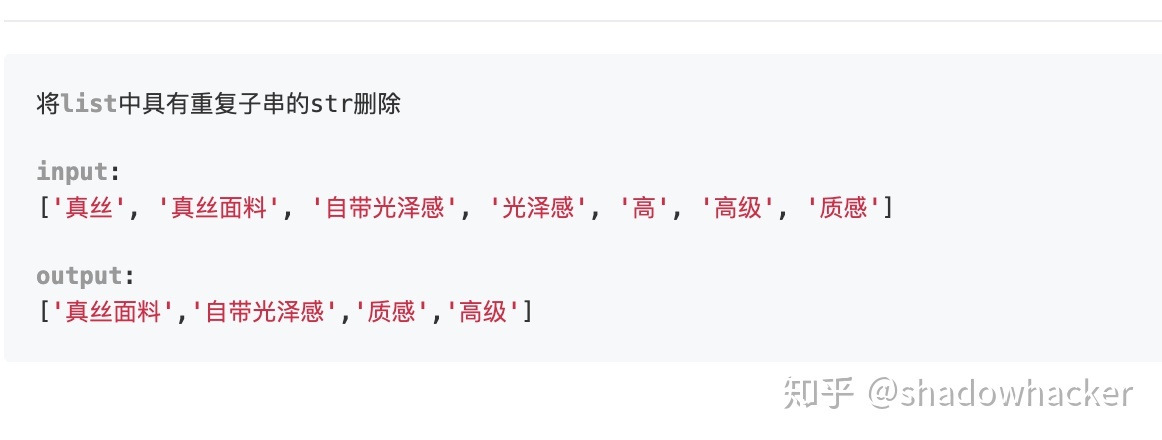 将list中具有重复子串的str删除
input:
['真丝', '真丝面料', '自带光泽感', '光泽感', '高', '高级', '质感']
output:
['真丝面料','自带光泽感','质感','高级']
知乎 @shadowhacker